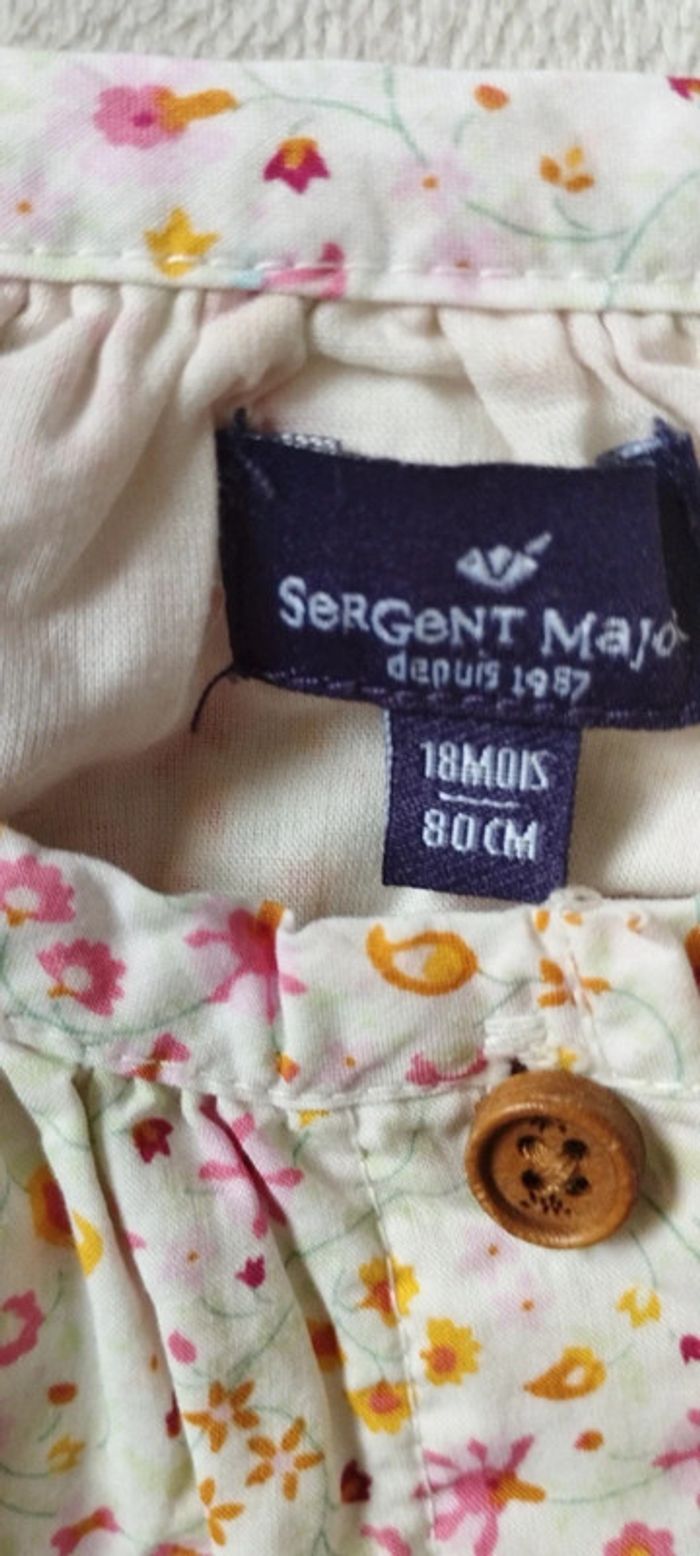 SeRGeNT Majo
depuis 1987
18MOIS
80CM